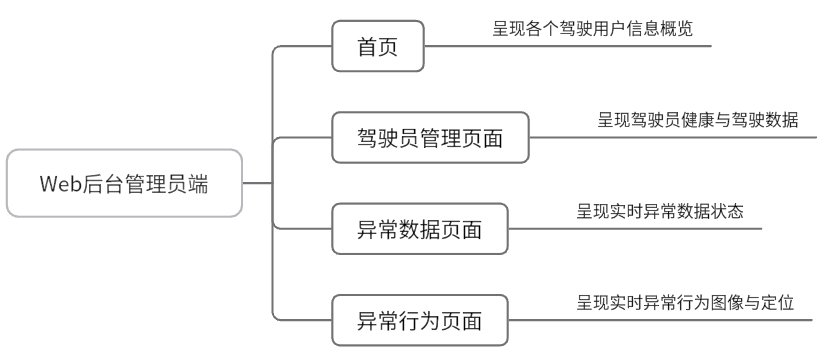 Web后台管理员端
首页
呈现各个驾驶用户信息概览
驾驶员管理页面
呈现驾驶员健康与驾驶数据
异常数据页面
呈现实时异常数据状态
异常行为页面
呈现实时异常行为图像与定位